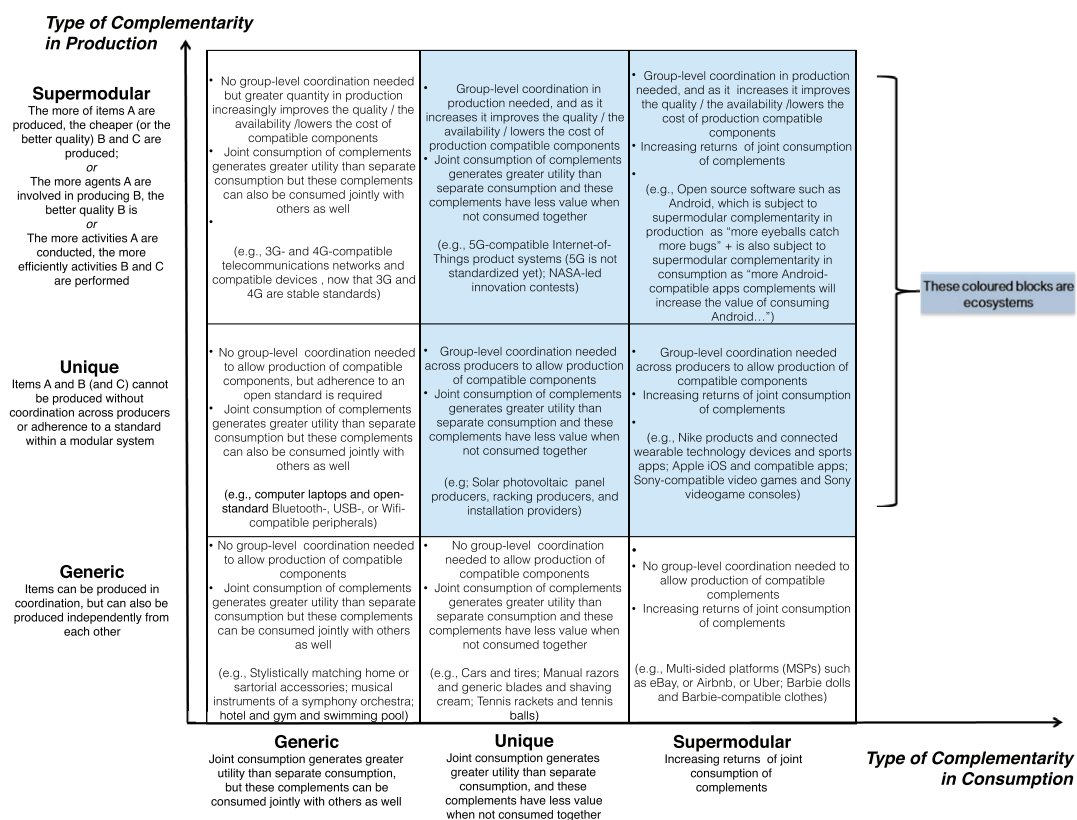 Type of Complementarity
in Production
Supermodular
The more of items A are
produced, the cheaper (or the
better quality) B and C are
produced;
or
The more agents A are
involved in producing B, the
better quality B is
or
The more activities A are
conducted, the more
efficiently activities B and C
are performed
• No group-level coordination needed
but greater quantity in production
increasingly improves the quality / the
availability /lowers the cost of
compatible components
• Joint consumption of complements
generates greater utility than separate
consumption but these complements
can also be consumed jointly with
others as well
•
(e.g., 3G- and 4G-compatible
telecommunications networks and
compatible devices , now that 3G and
4G are stable standards)
• Group-level coordination in
production needed, and as it
increases it improves the quality / the
availability / lowers the cost of
production compatible components
• Joint consumption of complements
generates greater utility than
separate consumption and these
complements have less value when
not consumed together
(e.g., 5G-compatible Internet-of-
Things product systems (5G is not
standardized yet); NASA-led
innovation contests)
• Group-level coordination in production
needed, and as it increases it improves
the quality / the availability /lowers the
cost of production compatible
components
• Increasing returns of joint consumption
of complements
•
(e.g., Open source software such as
Android, which is subject to
supermodular complementarity in
production as “more eyeballs catch
more bugs” + is also subject to
supermodular complementarity in
consumption as “more Android-
compatible apps complements will
increase the value of consuming
Android…”)
These coloured blocks are
ecosystems
Unique
Items A and B (and C) cannot
be produced without
coordination across producers
or adherence to a standard
within a modular system
• No group-level coordination needed
to allow production of compatible
components, but adherence to an
open standard is required
• Joint consumption of complements
generates greater utility than separate
consumption but these complements
can also be consumed jointly with
others as well
(e.g., computer laptops and open-
standard Bluetooth-, USB-, or Wifi-
compatible peripherals)
• Group-level coordination needed
across producers to allow production
of compatible components
• Joint consumption of complements
generates greater utility than
separate consumption and these
complements have less value when
not consumed together
(e.g; Solar photovoltaic panel
producers, racking producers, and
installation providers)
• Group-level coordination needed
across producers to allow production of
compatible components
• Increasing returns of joint consumption
of complements
•
(e.g., Nike products and connected
wearable technology devices and sports
apps; Apple iOS and compatible apps;
Sony-compatible video games and Sony
videogame consoles)
Generic
Items can be produced in
coordination, but can also be
produced independently from
each other
• No group-level coordination needed
to allow production of compatible
components
• Joint consumption of complements
generates greater utility than separate
consumption but these complements
can be consumed jointly with others
as well
(e.g., Stylistically matching home or
sartorial accessories; musical
instruments of a symphony orchestra;
hotel and gym and swimming pool)
• No group-level coordination
needed to allow production of
compatible components
• Joint consumption of complements
generates greater utility than
separate consumption and these
complements have less value when
not consumed together
(e.g., Cars and tires; Manual razors
and generic blades and shaving
cream; Tennis rackets and tennis
balls)
•
• No group-level coordination needed to
allow production of compatible
complements
• Increasing returns of joint consumption
of complements
(e.g., Multi-sided platforms (MSPs) such
as eBay, or Airbnb, or Uber; Barbie dolls
and Barbie-compatible clothes)
Generic
Joint consumption generates greater
utility than separate consumption,
but these complements can be
consumed jointly with others as well
Unique
Joint consumption generates
greater utility than separate
consumption, and these
complements have less value
when not consumed together
Supermodular
Increasing returns of joint
consumption of
complements
Type of Complementarity
in Consumption